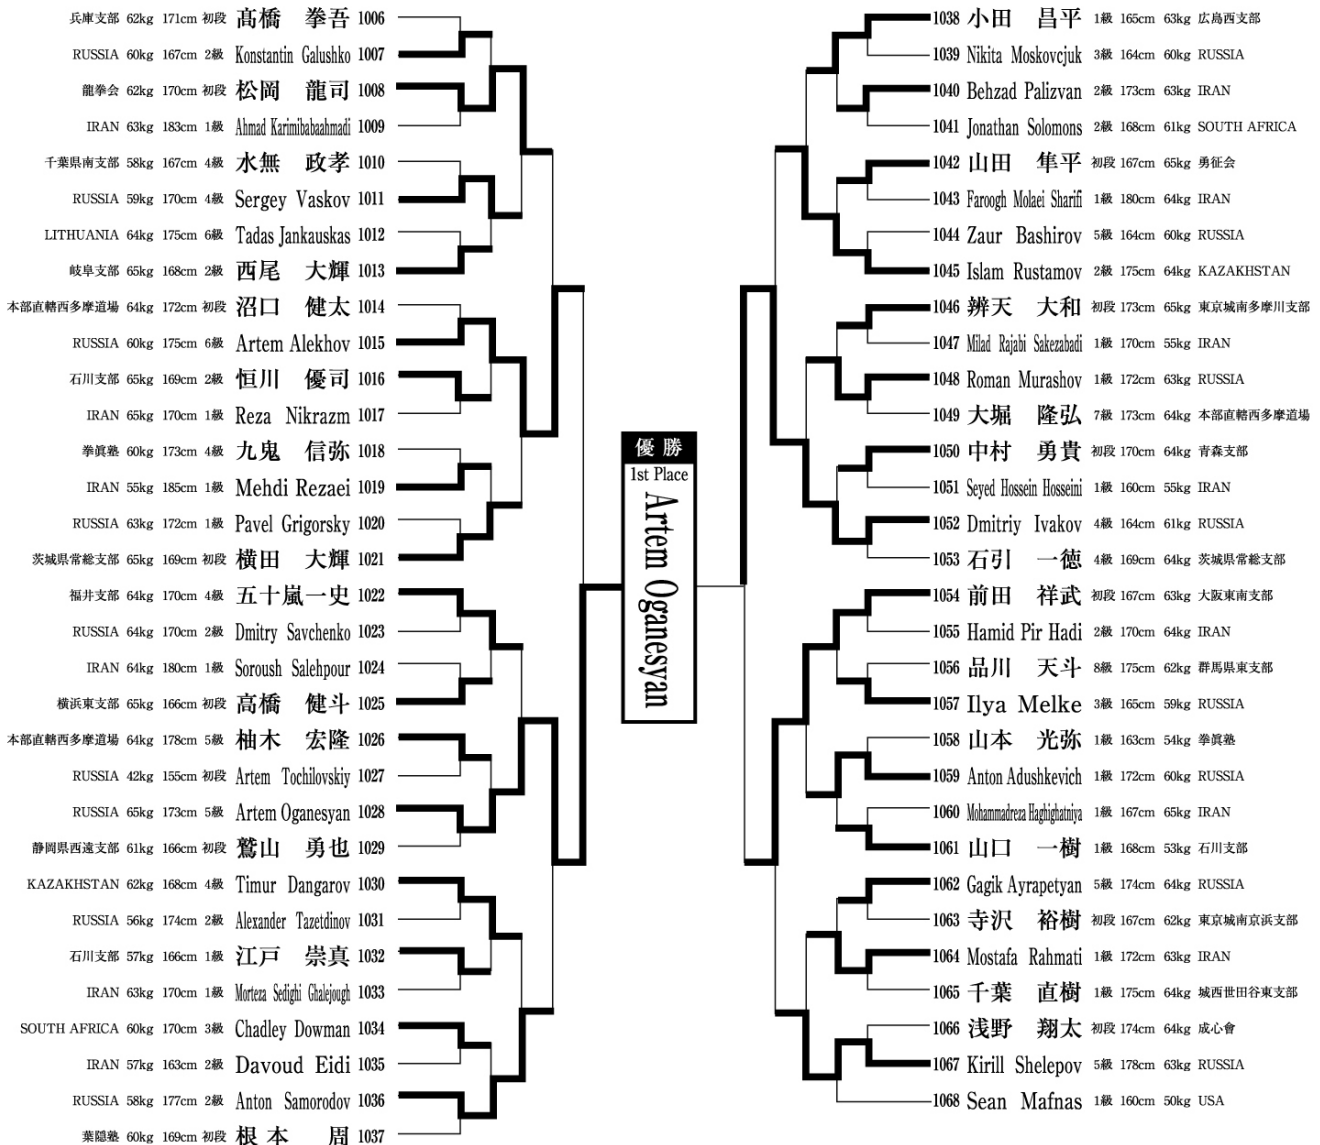 兵庫支部 62kg 171cm 初段 髙橋 拳吾 1006
RUSSIA 60kg 167cm 2級 Konstantin Galushko 1007
龍拳会 62kg 170cm 初段 松岡 龍司 1008
IRAN 63kg 183cm 1級 Ahmad Karimibabaahmadi 1009
千葉県南支部 58kg 167cm 4級 水無 政孝 1010
RUSSIA 59kg 170cm 4級 Sergey Vaskov 1011
LITHUANIA 64kg 175cm 6級 Tadas Jankauskas 1012
岐阜支部 65kg 168cm 2級 西尾 大輝 1013
本部直轄西多摩道場 64kg 172cm 初段 沼口 健太 1014
RUSSIA 60kg 175cm 6級 Artem Alekhov 1015
石川支部 65kg 169cm 2級 恒川 優司 1016
IRAN 65kg 170cm 1級 Reza Nikrazm 1017
拳眞塾 60kg 173cm 4級 九鬼 信弥 1018
IRAN 55kg 185cm 1級 Mehdi Rezaei 1019
RUSSIA 63kg 172cm 1級 Pavel Grigorsky 1020
茨城県常総支部 65kg 169cm 初段 横田 大輝 1021
福井支部 64kg 170cm 4級 五十嵐一史 1022
RUSSIA 64kg 170cm 2級 Dmitry Savchenko 1023
IRAN 64kg 180cm 1級 Soroush Salehpour 1024
横浜東支部 65kg 166cm 初段 高橋 健斗 1025
本部直轄西多摩道場 64kg 178cm 5級 柚木 宏隆 1026
RUSSIA 42kg 155cm 初段 Artem Tochilovskiy 1027
RUSSIA 65kg 173cm 5級 Artem Oganesyan 1028
静岡県西遠支部 61kg 166cm 初段 鷲山 勇也 1029
KAZAKHSTAN 62kg 168cm 4級 Timur Dangarov 1030
RUSSIA 56kg 174cm 2級 Alexander Tazetdinov 1031
石川支部 57kg 166cm 1級 江戸 崇真 1032
IRAN 63kg 170cm 1級 Morteza Sedighi Ghalejough 1033
SOUTH AFRICA 60kg 170cm 3級 Chadley Dowman 1034
IRAN 57kg 163cm 2級 Davoud Eidi 1035
RUSSIA 58kg 177cm 2級 Anton Samorodov 1036
葉隠塾 60kg 169cm 初段 根本 周 1037
優勝
1st Place
Artem Oganesyan
1038 小田 昌平 1級 165cm 63kg 広島西支部
1039 Nikita Moskovcjuk 3級 164cm 60kg RUSSIA
1040 Behzad Palizvan 2級 173cm 63kg IRAN
1041 Jonathan Solomons 2級 168cm 61kg SOUTH AFRICA
1042 山田 隼平 初段 167cm 65kg 勇征会
1043 Faroogh Molaei Sharifi 1級 180cm 64kg IRAN
1044 Zaur Bashirov 5級 164cm 60kg RUSSIA
1045 Islam Rustamov 2級 175cm 64kg KAZAKHSTAN
1046 辨天 大和 初段 173cm 65kg 東京城南多摩川支部
1047 Milad Rajabi Sakezabadi 1級 170cm 55kg IRAN
1048 Roman Murashov 1級 172cm 63kg RUSSIA
1049 大堀 隆弘 7級 173cm 64kg 本部直轄西多摩道場
1050 中村 勇貴 初段 170cm 64kg 青森支部
1051 Seyed Hossein Hosseini 1級 160cm 55kg IRAN
1052 Dmitriy Ivakov 4級 164cm 61kg RUSSIA
1053 石引 一徳 4級 169cm 64kg 茨城県常総支部
1054 前田 祥武 初段 167cm 63kg 大阪東南支部
1055 Hamid Pir Hadi 2級 170cm 64kg IRAN
1056 品川 天斗 8級 175cm 62kg 群馬県東支部
1057 Ilya Melke 3級 165cm 59kg RUSSIA
1058 山本 光弥 1級 163cm 54kg 拳眞塾
1059 Anton Adushkevich 1級 172cm 60kg RUSSIA
1060 Mohammadreza Haghighatniya 1級 167cm 65kg IRAN
1061 山口 一樹 1級 168cm 53kg 石川支部
1062 Gagik Ayrapetyan 5級 174cm 64kg RUSSIA
1063 寺沢 裕樹 初段 167cm 62kg 東京城南京浜支部
1064 Mostafa Rahmati 1級 172cm 63kg IRAN
1065 千葉 直樹 1級 175cm 64kg 城西世田谷東支部
1066 浅野 翔太 初段 174cm 64kg 成心會
1067 Kirill Shelepov 5級 178cm 63kg RUSSIA
1068 Sean Mafnas 1級 160cm 50kg USA